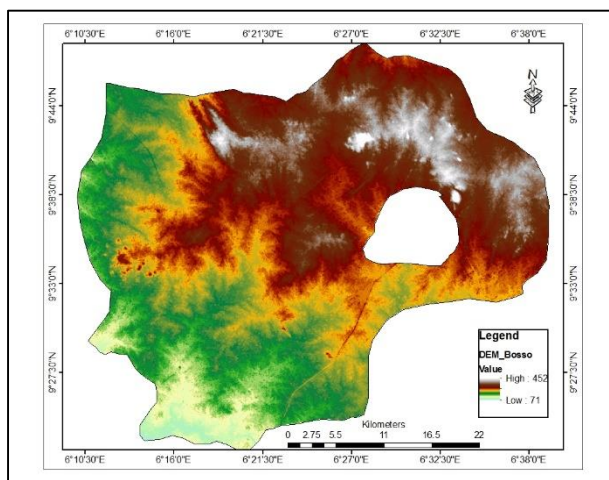 6°10'30"E 6°16'0"E 6°21'30"E 6°27'0"E 6°32'30"E 6°38'0"E
N
9°44'0"N 9°44'0"N
9°38'30"N 9°38'30"N
9°33'0"N 9°33'0"N
9°27'30"N 9°27'30"N
Legend
DEM_Bosso
Value
High : 452
Low : 71
Kilometers
0 2.75 5.5 11 16.5 22
6°10'30"E 6°16'0"E 6°21'30"E 6°27'0"E 6°32'30"E 6°38'0"E